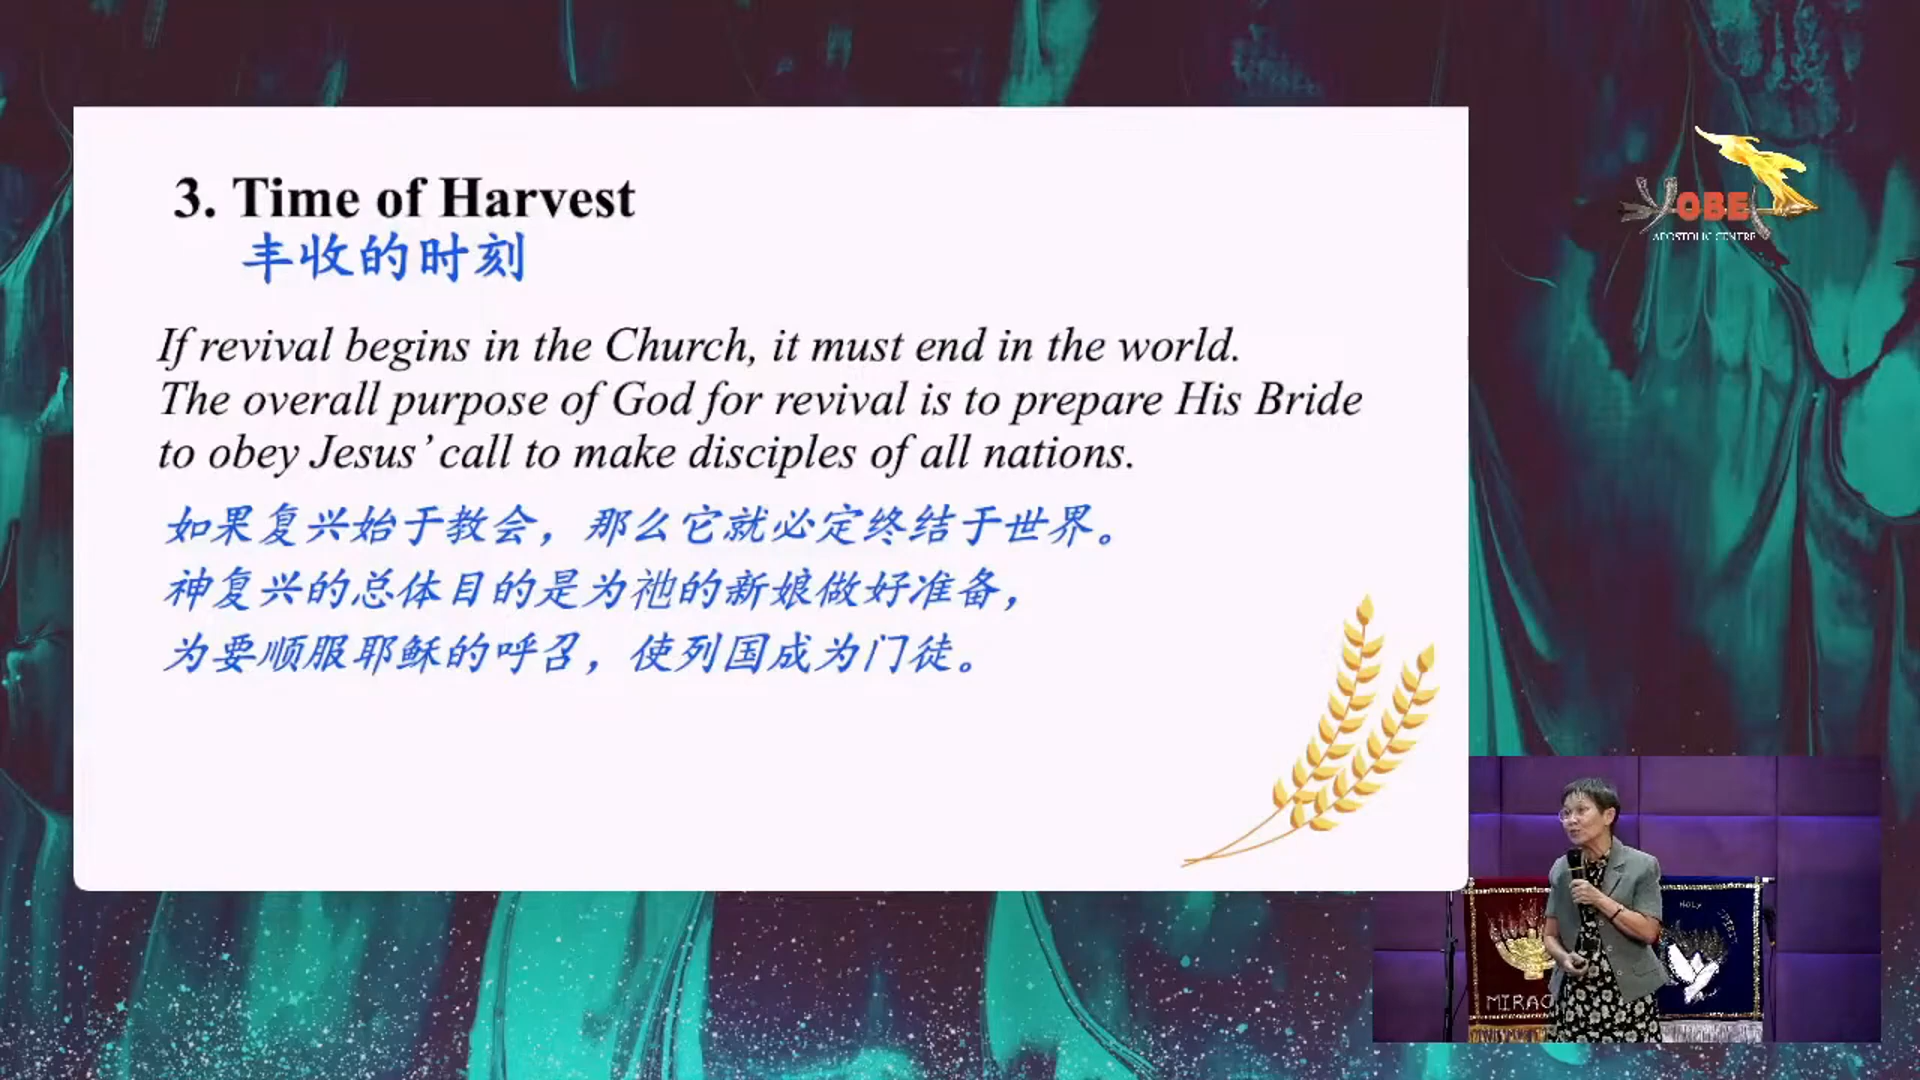 3. Time of Harvest
丰收的时刻
If revival begins in the Church, it must end in the world.
The overall purpose of God for revival is to prepare His Bride
to obey Jesus’ call to make disciples of all nations.
如果复兴始于教会，那么它就必定终结于世界。
神复兴的总体目的是为祂的新娘做好准备，
为要顺服耶稣的呼召，使列国成为门徒。
YOBEL
APOSTOLIC CENTRE
HOLY
SPIRIT
MIRAC